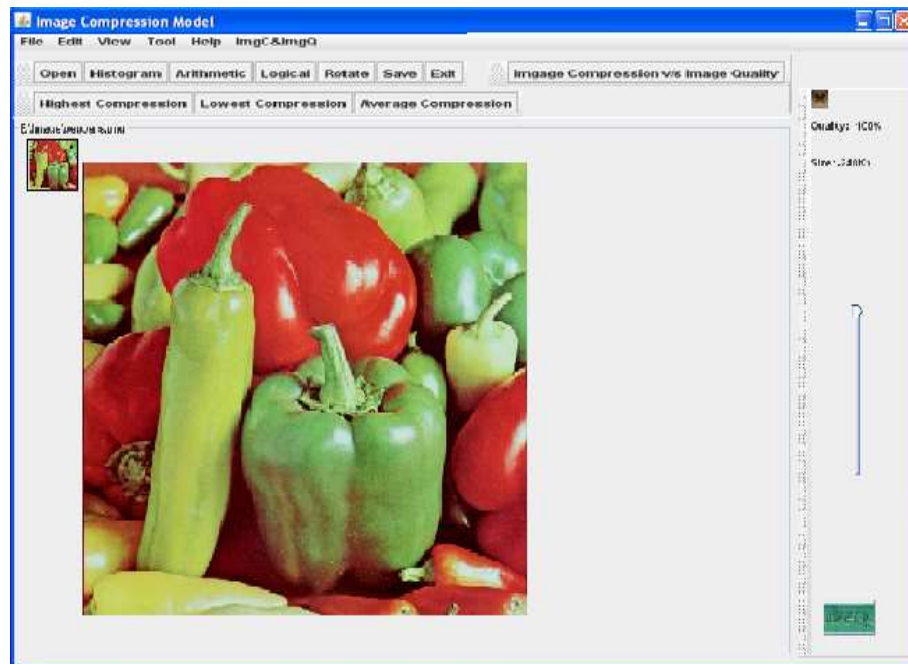 Image Compression Model
File Edit View Tool Help ImgC&ImgQ
Open Histogram Arithmetic Logical Rotate Save Exit Imgage Compression v/s Image Quality
Highest Compression Lowest Compression Average Compression
Quality: -100%
Size: